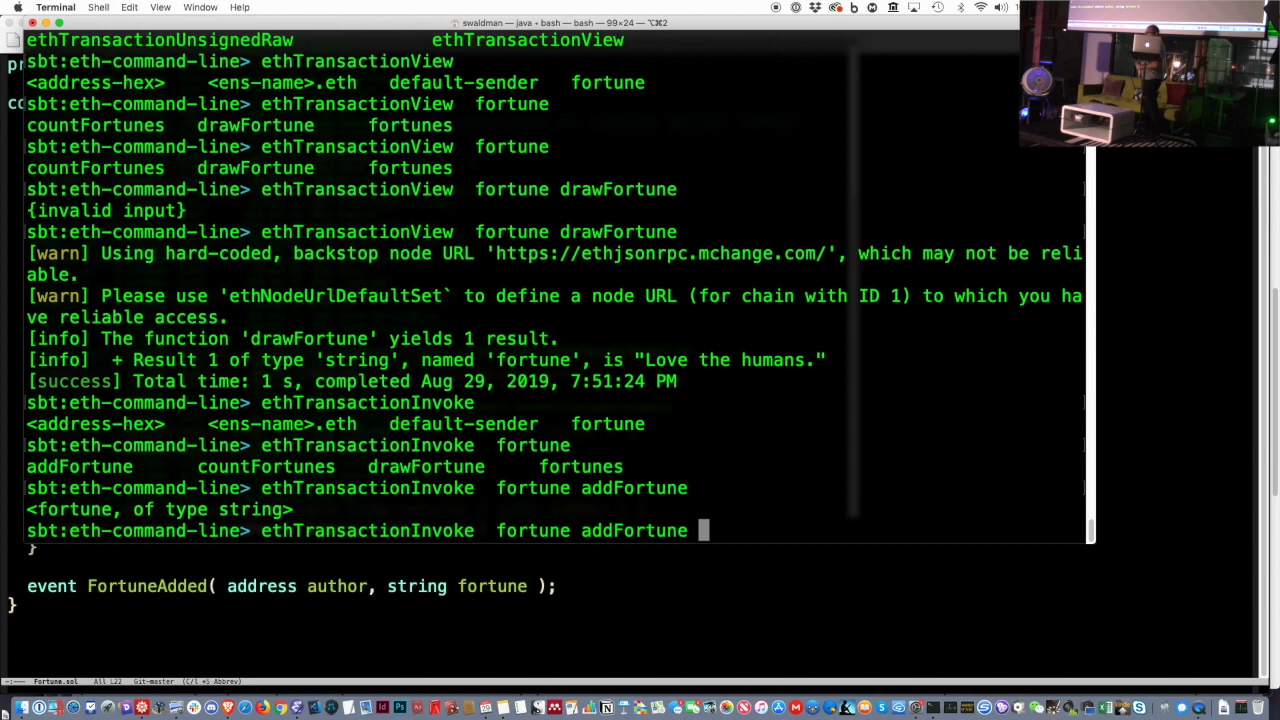 Terminal Shell Edit View Window Help
swaldman — java • bash — bash — 99×24 — ⌥⌘2
ethTransactionUnsignedRaw ethTransactionView
sbt:eth-command-line> ethTransactionView
<address-hex> <ens-name>.eth default-sender fortune
sbt:eth-command-line> ethTransactionView fortune
countFortunes drawFortune fortunes
sbt:eth-command-line> ethTransactionView fortune
countFortunes drawFortune fortunes
sbt:eth-command-line> ethTransactionView fortune drawFortune
{invalid input}
sbt:eth-command-line> ethTransactionView fortune drawFortune
[warn] Using hard-coded, backstop node URL 'https://ethjsonrpc.mchange.com/', which may not be reli
able.
[warn] Please use 'ethNodeUrlDefaultSet` to define a node URL (for chain with ID 1) to which you ha
ve reliable access.
[info] The function 'drawFortune' yields 1 result.
[info] + Result 1 of type 'string', named 'fortune', is "Love the humans."
[success] Total time: 1 s, completed Aug 29, 2019, 7:51:24 PM
sbt:eth-command-line> ethTransactionInvoke
<address-hex> <ens-name>.eth default-sender fortune
sbt:eth-command-line> ethTransactionInvoke fortune
addFortune countFortunes drawFortune fortunes
sbt:eth-command-line> ethTransactionInvoke fortune addFortune
<fortune, of type string>
sbt:eth-command-line> ethTransactionInvoke fortune addFortune
}
event FortuneAdded( address author, string fortune );
}
-:--- Fortune.sol All L22 Git-master (C/l +5 Abbrev)